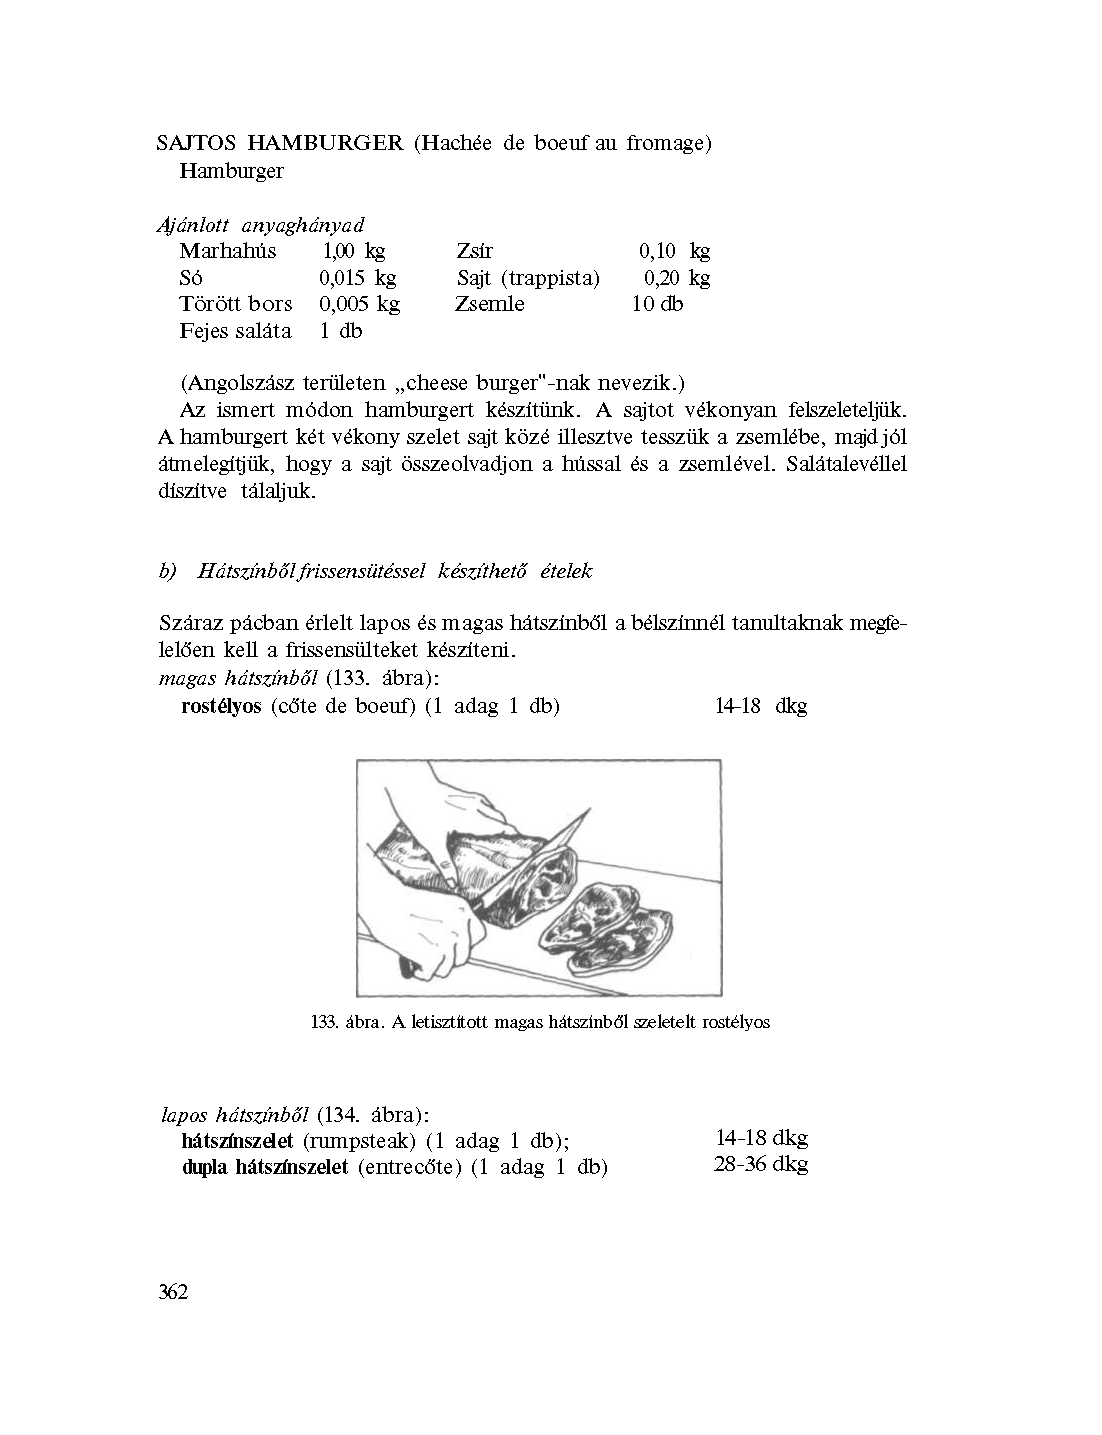 SAJTOS HAMBURGER (Hachée de boeuf au fromage)
Hamburger
Ajánlott anyaghányad
Marhahús 1,00 kg Zsír 0,10 kg
Só 0,015 kg Sajt (trappista) 0,20 kg
Törött bors 0,005 kg Zsemle 10 db
Fejes saláta 1 db
(Angolszász területen „cheese burger"-nak nevezik.)
Az ismert módon hamburgert készítünk. A sajtot vékonyan felszeleteljük.
A hamburgert két vékony szelet sajt közé illesztve tesszük a zsemlébe, majd jól
átmelegítjük, hogy a sajt összeolvadjon a hússal és a zsemlével. Salátalevéllel
díszítve tálaljuk.
b) Hátszínből frissensütéssel készíthető ételek
Száraz pácban érlelt lapos és magas hátszínből a bélszínnél tanultaknak megfe-
lelően kell a frissensülteket készíteni.
magas hátszínből (133. ábra):
rostélyos (cőte de boeuf) (1 adag 1 db) 14-18 dkg
133. ábra. A letisztított magas hátszínből szeletelt rostélyos
lapos hátszínből (134. ábra):
hátszínszelet (rumpsteak) (1 adag 1 db); 14-18 dkg
dupla hátszínszelet (entrecőte) (1 adag 1 db) 28-36 dkg
362